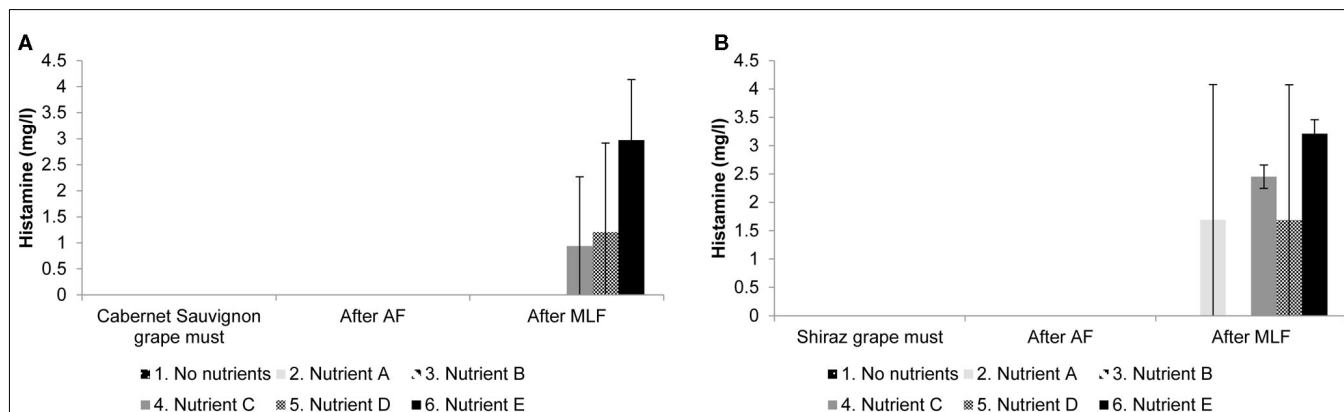 A
Histamine (mg/l)
4.5
4
3.5
3
2.5
2
1.5
1
0.5
0
Cabernet Sauvignon
grape must
After AF
After MLF
1. No nutrients
2. Nutrient A
3. Nutrient B
4. Nutrient C
5. Nutrient D
6. Nutrient E
B
Histamine (mg/l)
4.5
4
3.5
3
2.5
2
1.5
1
0.5
0
Shiraz grape must
After AF
After MLF
1. No nutrients
2. Nutrient A
3. Nutrient B
4. Nutrient C
5. Nutrient D
6. Nutrient E